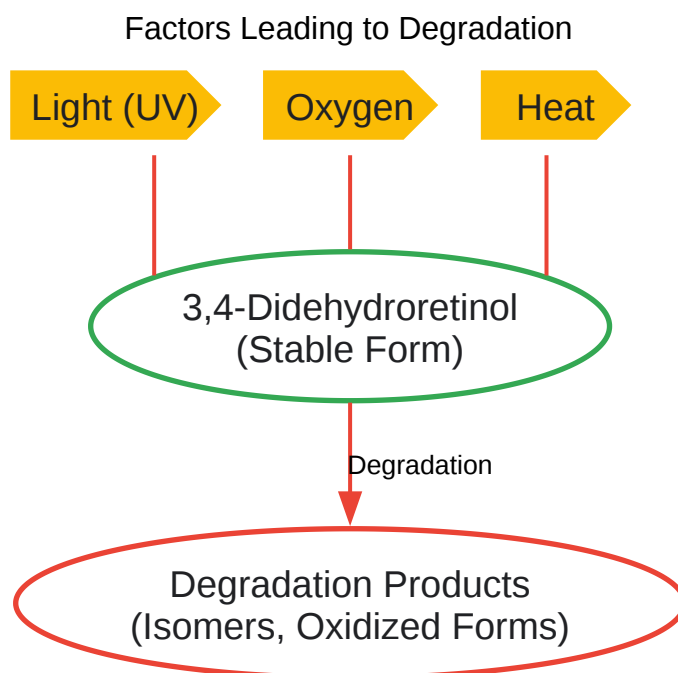 Factors Leading to Degradation
Light (UV)
Oxygen
Heat
3,4-Didehydroretinol
(Stable Form)
Degradation
Degradation Products
(Isomers, Oxidized Forms)